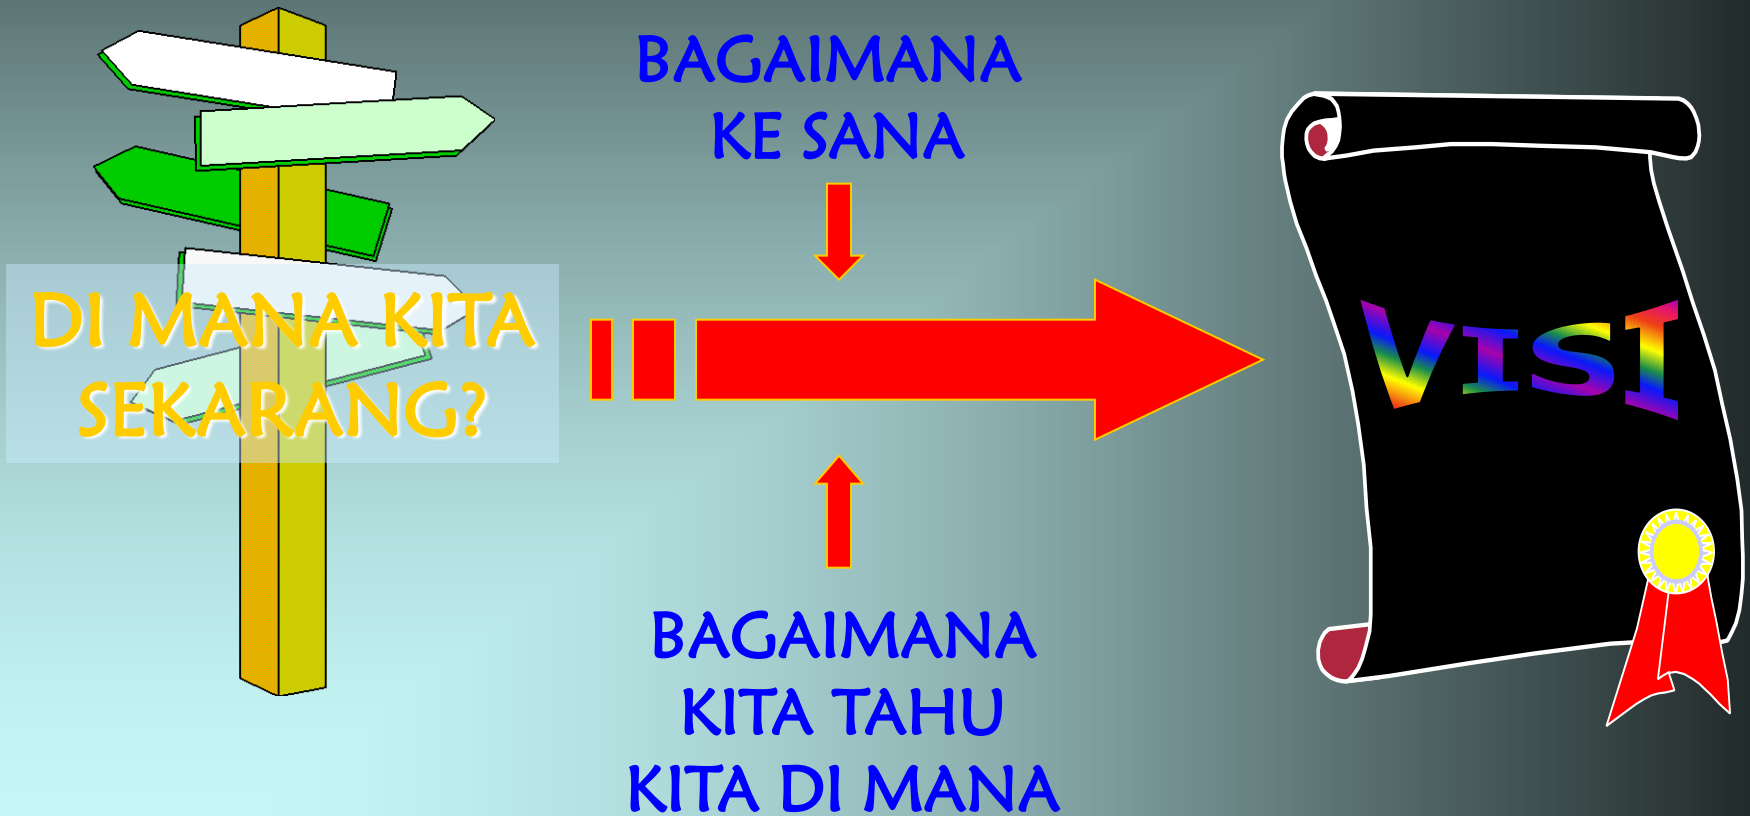 DI MANA KITA
SEKARANG?
BAGAIMANA
KE SANA
BAGAIMANA
KITA TAHU
KITA DI MANA
VISI